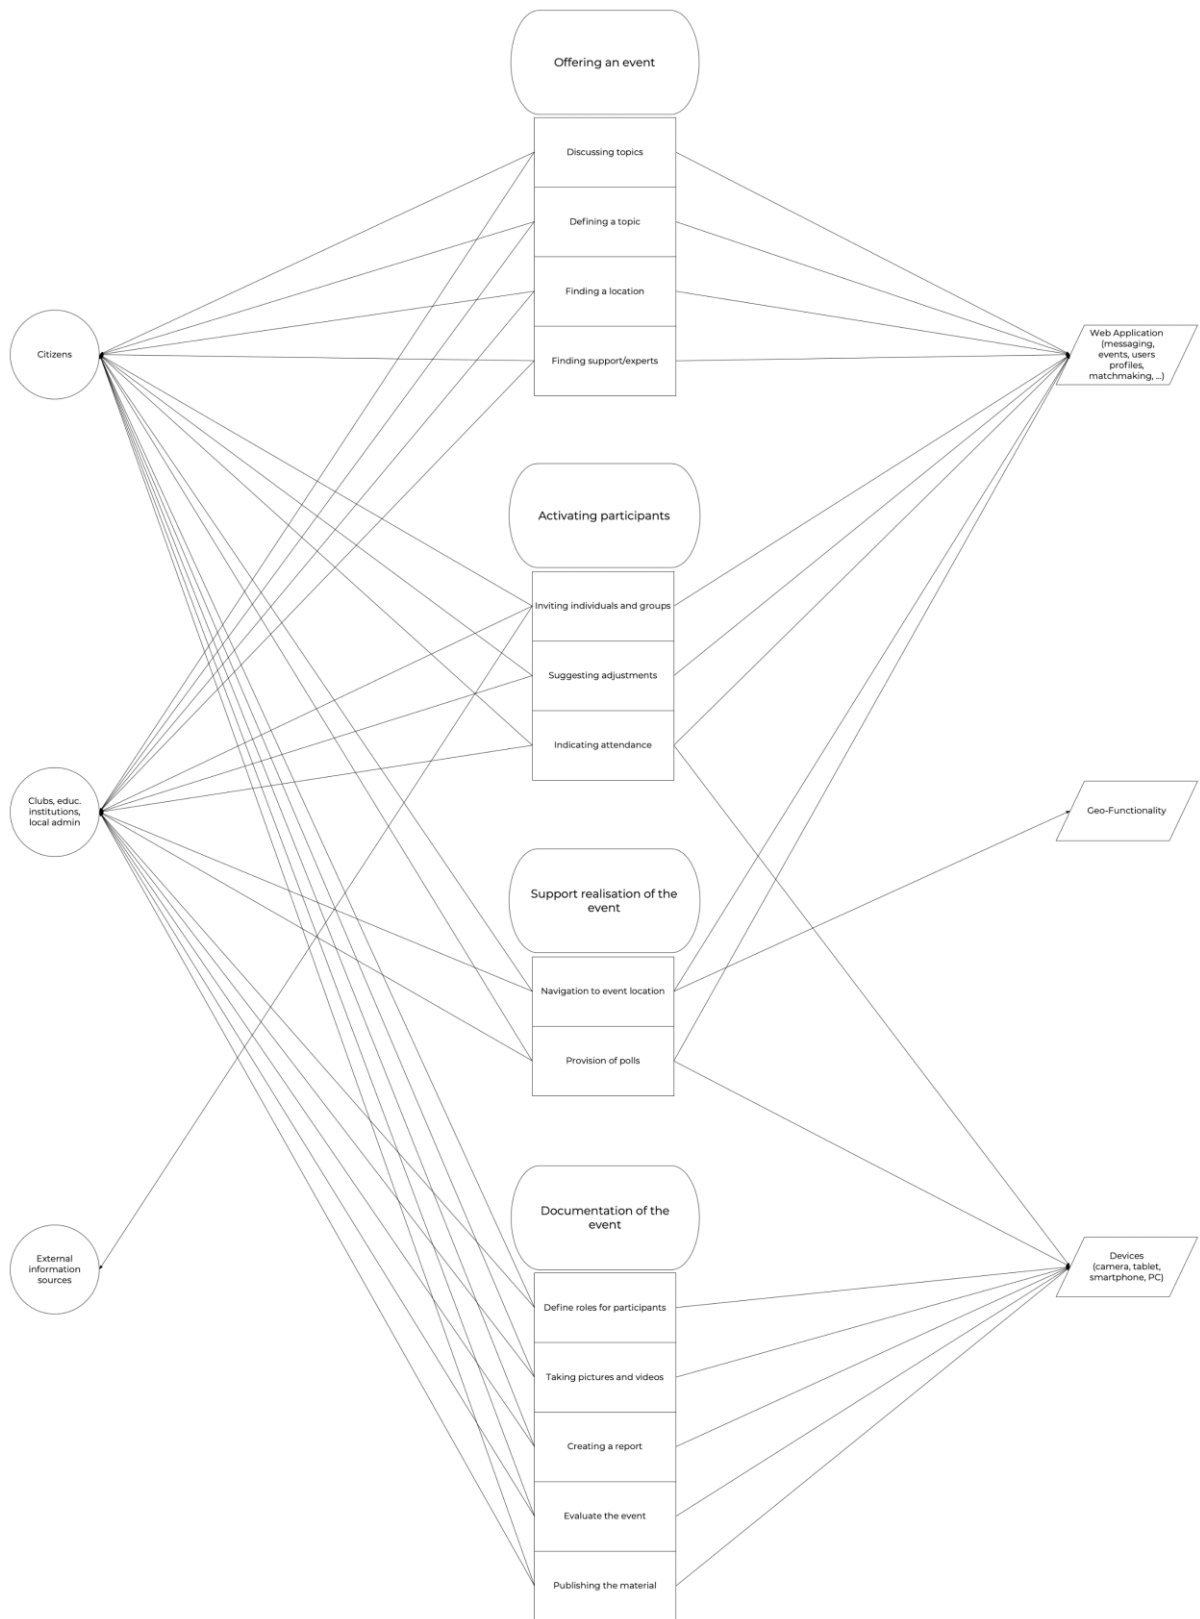 Offering an event
Discussing topics
Defining a topic
Finding a location
Finding support/experts
Citizens
Web Application
(messaging,
events, users
profiles,
matchmaking, ...)
Activating participants
Inviting individuals and groups
Suggesting adjustments
Indicating attendance
Clubs, educ.
institutions,
local admin
Geo-Functionality
Support realisation of the
event
Navigation to event location
Provision of polls
Documentation of the
event
External
information
sources
Devices
(camera, tablet,
smartphone, PC)
Define roles for participants
Taking pictures and videos
Creating a report
Evaluate the event
Publishing the material